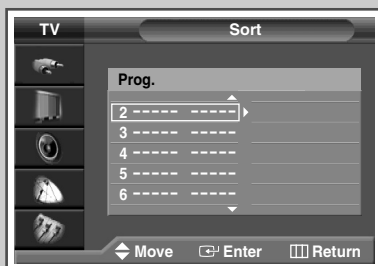 TV Sort
Prog.
2 ----- -----
3 ----- -----
4 ----- -----
5 ----- -----
6 ----- -----
Move Enter Return